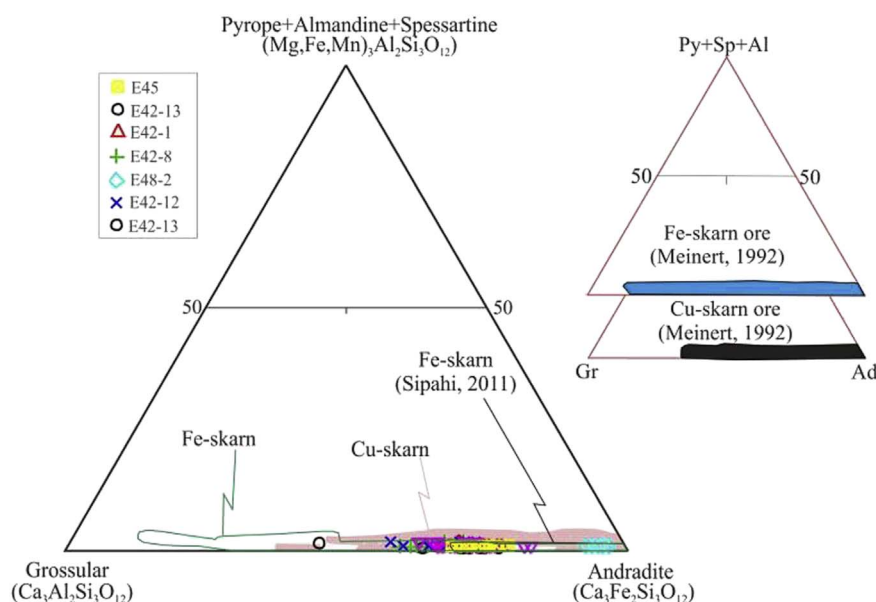 Pyrope+Almandine+Spessartine
(Mg,Fe,Mn)₃Al₂Si₃O₁₂)
E45
E42-13
E42-1
E42-8
E48-2
E42-12
E42-13
50
50
Fe-skarn
(Sipahi, 2011)
Fe-skarn
Cu-skarn
Grossular
(Ca₃Al₂Si₃O₁₂)
Andradite
(Ca₃Fe₂Si₃O₁₂)
Py+Sp+Al
50
50
Fe-skarn ore
(Meinert, 1992)
Cu-skarn ore
(Meinert, 1992)
Gr
Ad